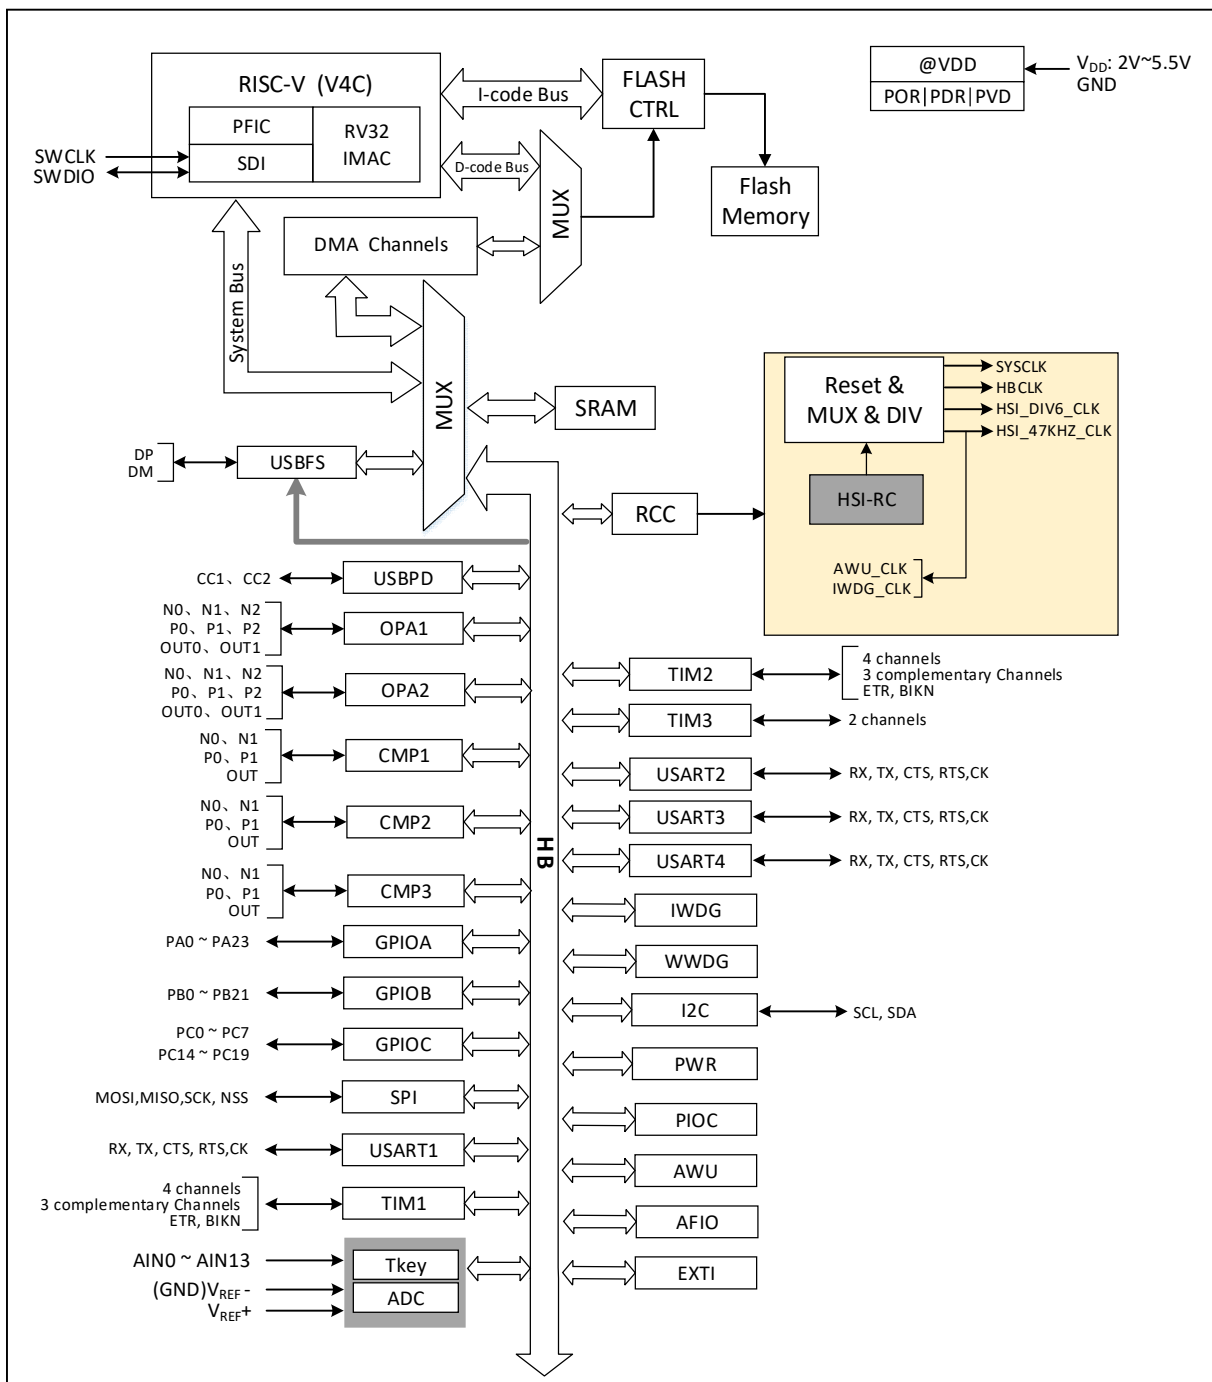 RISC-V (V4C)
PFIC
SDI
RV32
IMAC
SWCLK
SWDIO
I-code Bus
D-code Bus
FLASH
CTRL
Flash
Memory
MUX
@VDD
POR|PDR|PVD
VDD: 2V~5.5V
GND
DMA Channels
System Bus
MUX
SRAM
DP
DM
USBFS
Reset &
MUX & DIV
SYSCLK
HBCLK
HSI_DIV6_CLK
HSI_47KHZ_CLK
HSI-RC
AWU_CLK
IWDG_CLK
RCC
HB
CC1、CC2
USBPD
N0、N1、N2
P0、P1、P2
OUT0、OUT1
OPA1
N0、N1、N2
P0、P1、P2
OUT0、OUT1
OPA2
N0、N1
P0、P1
OUT
CMP1
N0、N1
P0、P1
OUT
CMP2
N0、N1
P0、P1
OUT
CMP3
PA0 ~ PA23
GPIOA
PB0 ~ PB21
GPIOB
PC0 ~ PC7
PC14 ~ PC19
GPIOC
MOSI,MISO,SCK, NSS
SPI
RX, TX, CTS, RTS,CK
USART1
4 channels
3 complementary Channels
ETR, BIKN
TIM1
AIN0 ~ AIN13
(GND)VREF -
VREF+
Tkey
ADC
TIM2
4 channels
3 complementary Channels
ETR, BIKN
TIM3
2 channels
USART2
RX, TX, CTS, RTS,CK
USART3
RX, TX, CTS, RTS,CK
USART4
RX, TX, CTS, RTS,CK
IWDG
WWDG
I2C
SCL, SDA
PWR
PIOC
AWU
AFIO
EXTI